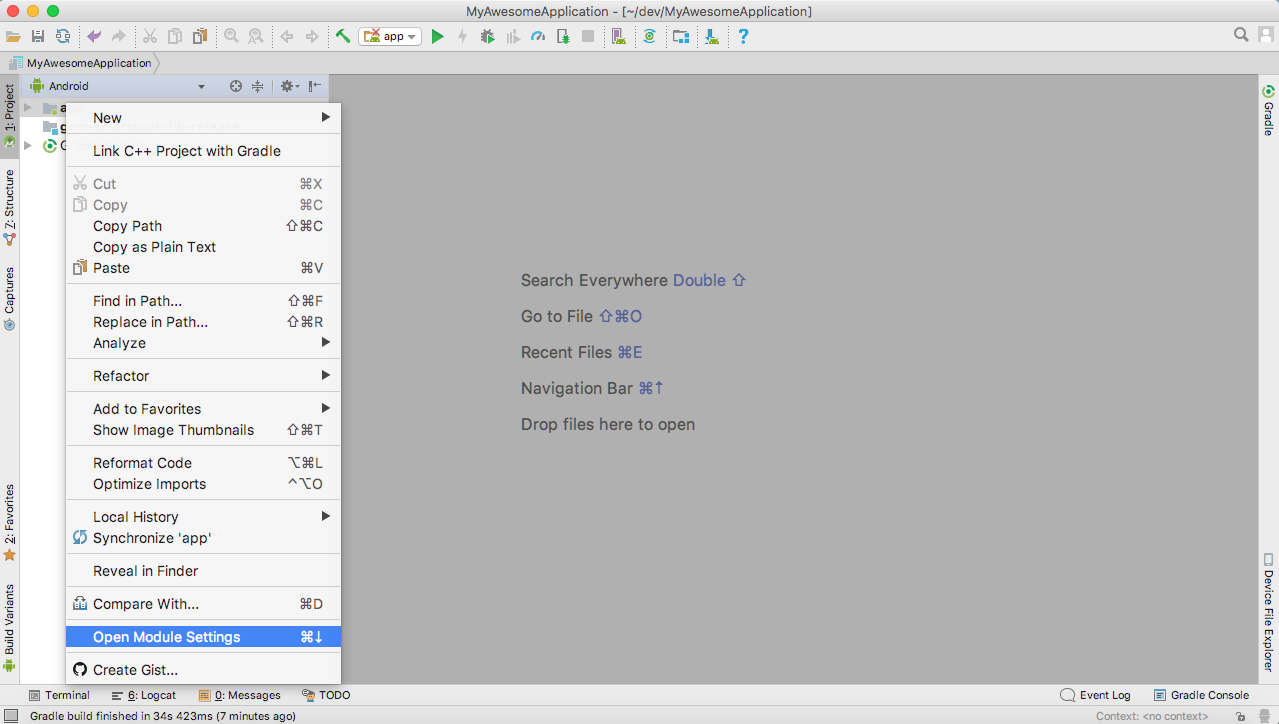 MyAwesomeApplication - [~/dev/MyAwesomeApplication]
app
MyAwesomeApplication
Android
1: Project
7: Structure
Captures
2: Favorites
Build Variants
New
Link C++ Project with Gradle
Cut ⌘X
Copy ⌘C
Copy Path ⇧⌘C
Copy as Plain Text
Paste ⌘V
Find in Path... ⇧⌘F
Replace in Path... ⇧⌘R
Analyze
Refactor
Add to Favorites
Show Image Thumbnails ⇧⌘T
Reformat Code ⌥⌘L
Optimize Imports ^⌥O
Local History
Synchronize 'app'
Reveal in Finder
Compare With... ⌘D
Open Module Settings ⌘↓
Create Gist...
Search Everywhere Double ⇧
Go to File ⇧⌘O
Recent Files ⌘E
Navigation Bar ⌘↑
Drop files here to open
Gradle
Device File Explorer
Terminal
6: Logcat
0: Messages
TODO
Event Log
Gradle Console
Gradle build finished in 34s 423ms (7 minutes ago)
Context: <no context>